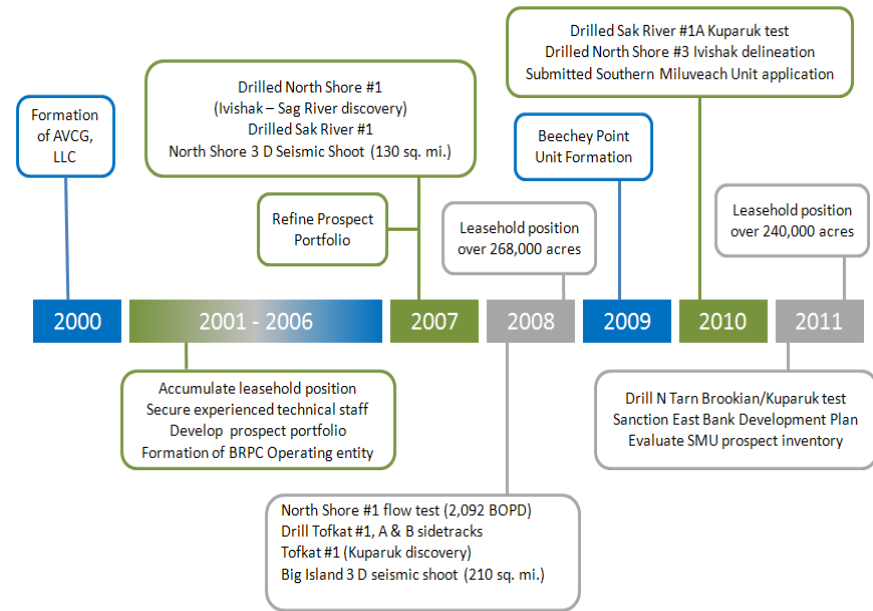 Formation
of AVCG,
LLC
Drilled North Shore #1
(Ivishak – Sag River discovery)
Drilled Sak River #1
North Shore 3 D Seismic Shoot (130 sq. mi.)
Refine Prospect
Portfolio
Leasehold position
over 268,000 acres
Beechey Point
Unit Formation
Drilled Sak River #1A Kuparuk test
Drilled North Shore #3 Ivishak delineation
Submitted Southern Miluveach Unit application
Leasehold position
over 240,000 acres
2000
2001 - 2006
2007
2008
2009
2010
2011
Accumulate leasehold position
Secure experienced technical staff
Develop prospect portfolio
Formation of BRPC Operating entity
North Shore #1 flow test (2,092 BOPD)
Drill Tofkat #1, A & B sidetracks
Tofkat #1 (Kuparuk discovery)
Big Island 3 D seismic shoot (210 sq. mi.)
Drill N Tarn Brookian/Kuparuk test
Sanction East Bank Development Plan
Evaluate SMU prospect inventory